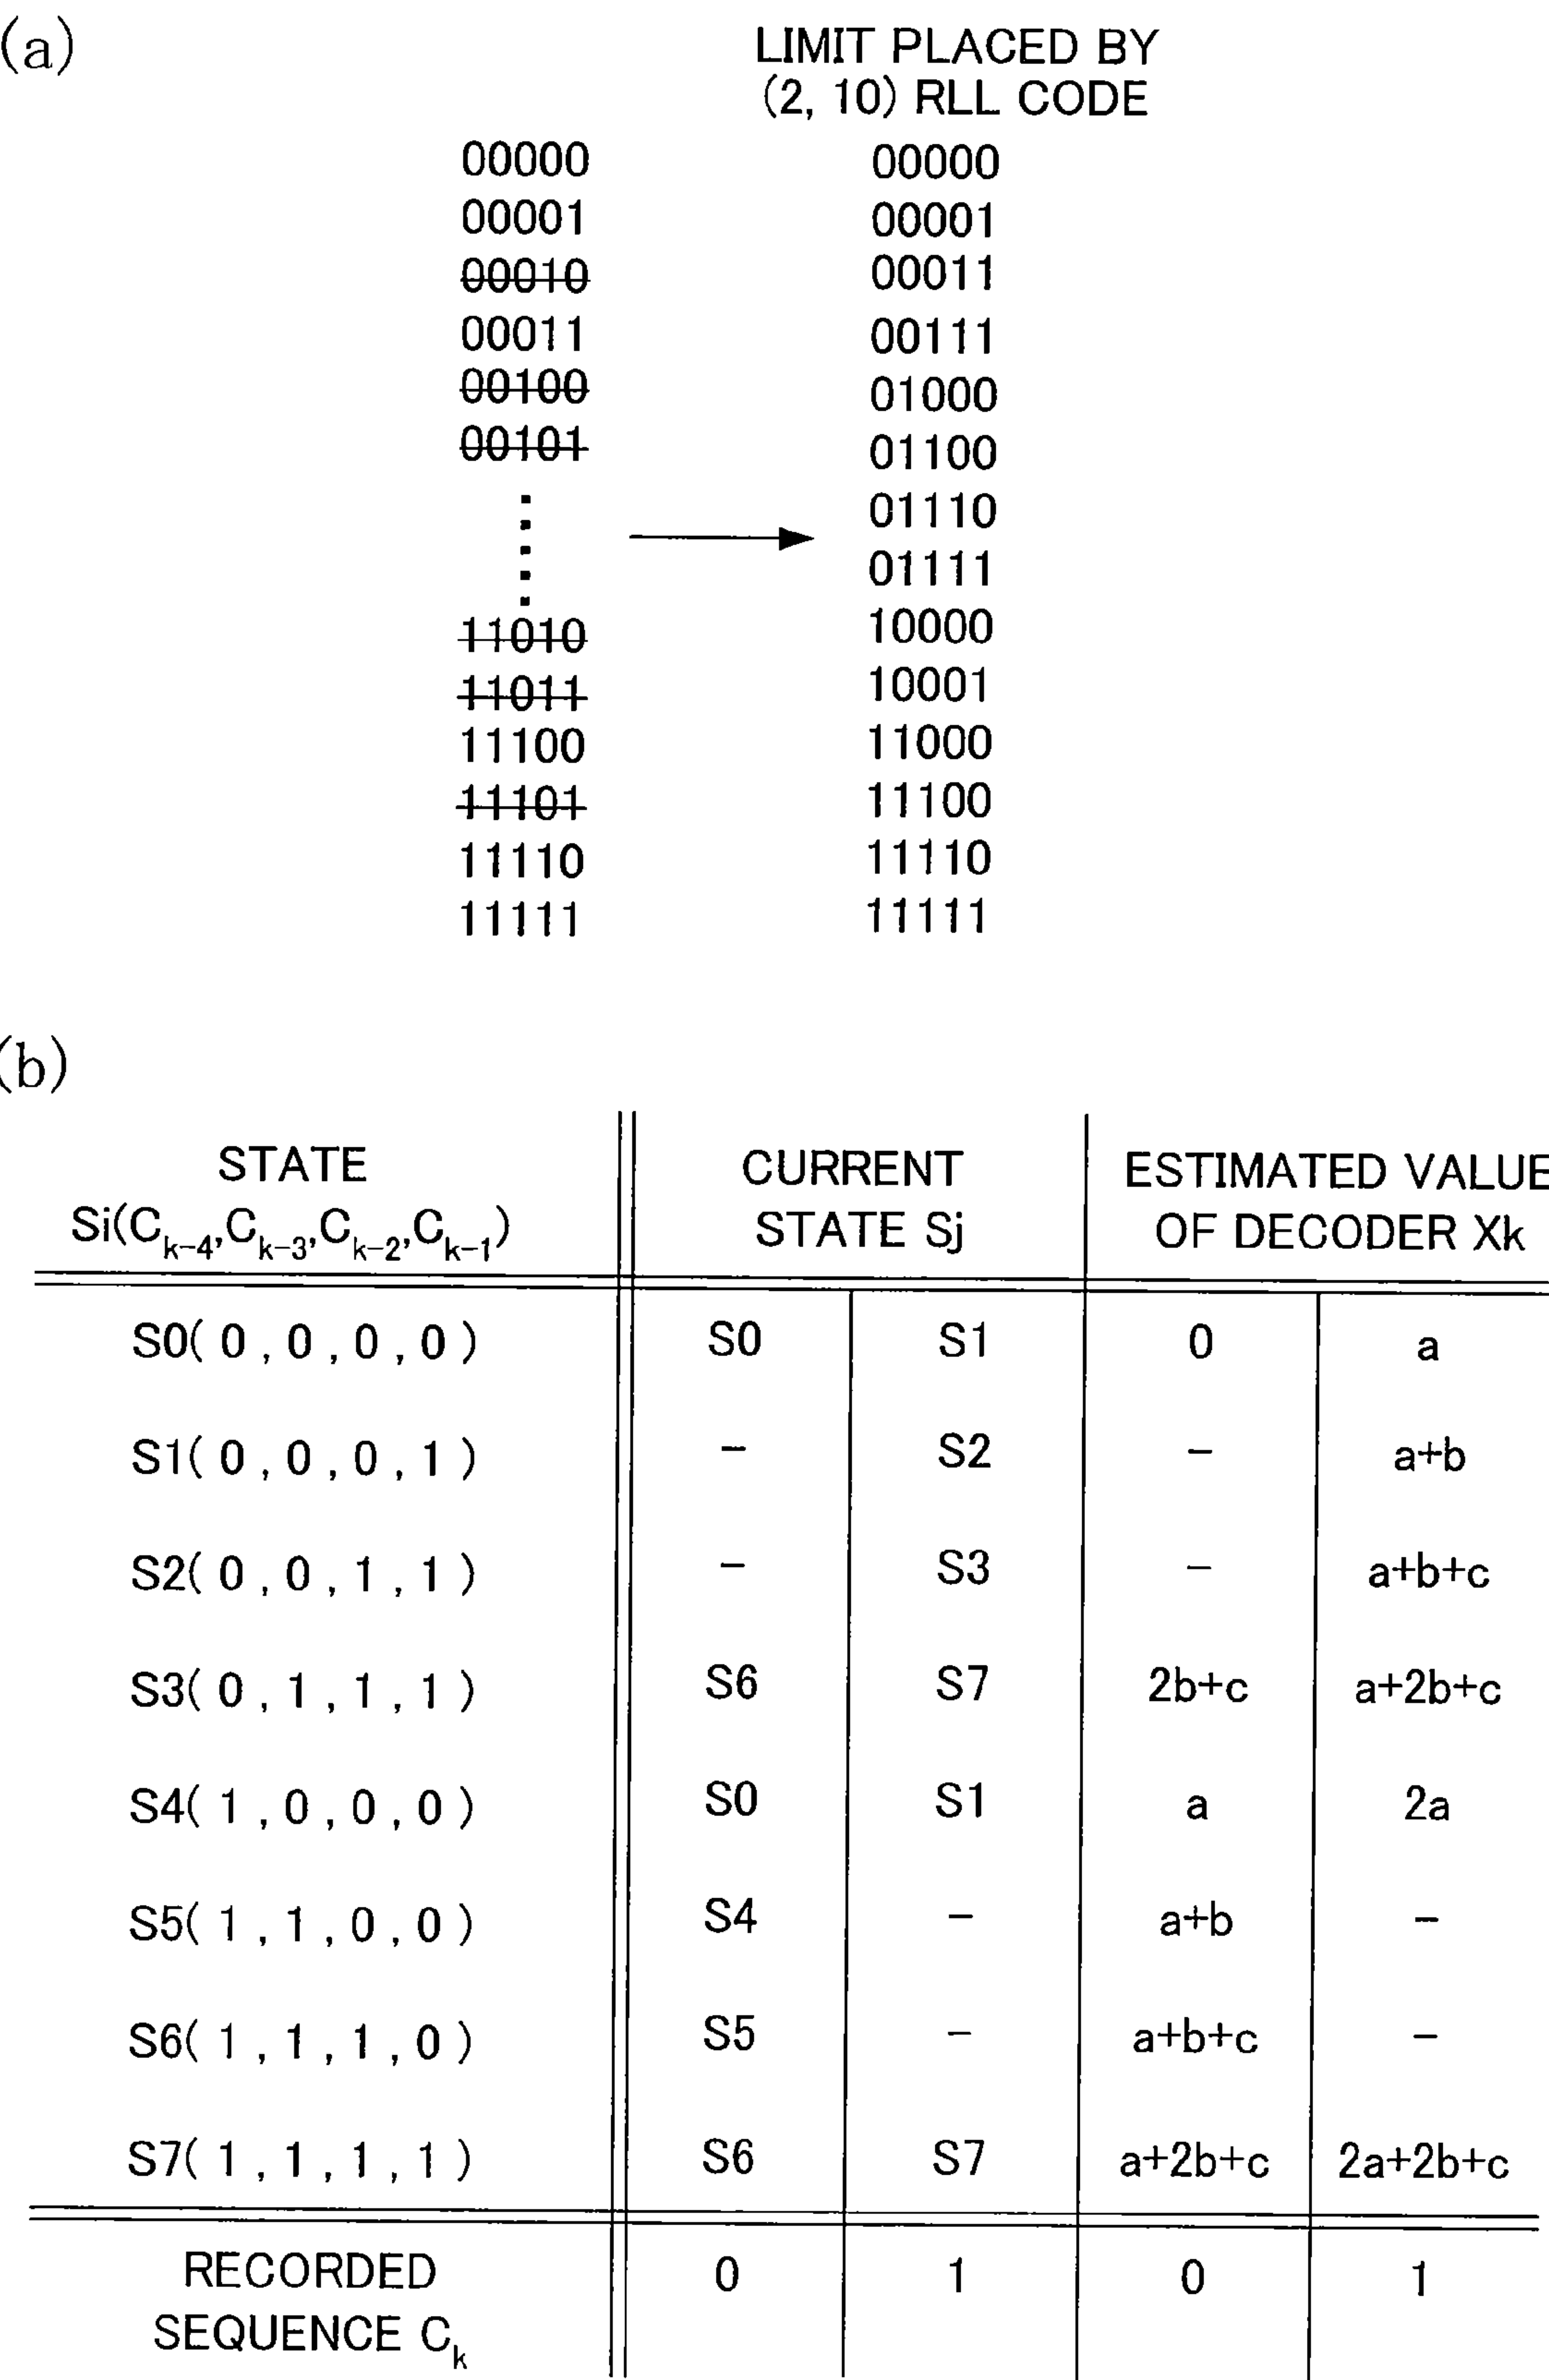 (a)
LIMIT PLACED BY
(2, 10) RLL CODE
00000 00000
00001 00001
00010 00011
00011 00111
00100 01000
00101 01100
01110
01111
11010 10000
11011 10001
11100 11000
11101 11100
11110 11110
11111 11111
(b)
STATE CURRENT ESTIMATED VALUE
Si(Ck-4,Ck-3,Ck-2,Ck-1) STATE Sj OF DECODER Xk
S0( 0 , 0 , 0 , 0 ) S0 S1 0 a
S1( 0 , 0 , 0 , 1 ) – S2 – a+b
S2( 0 , 0 , 1 , 1 ) – S3 – a+b+c
S3( 0 , 1 , 1 , 1 ) S6 S7 2b+c a+2b+c
S4( 1 , 0 , 0 , 0 ) S0 S1 a 2a
S5( 1 , 1 , 0 , 0 ) S4 – a+b –
S6( 1 , 1 , 1 , 0 ) S5 – a+b+c –
S7( 1 , 1 , 1 , 1 ) S6 S7 a+2b+c 2a+2b+c
RECORDED 0 1 0 1
SEQUENCE Ck